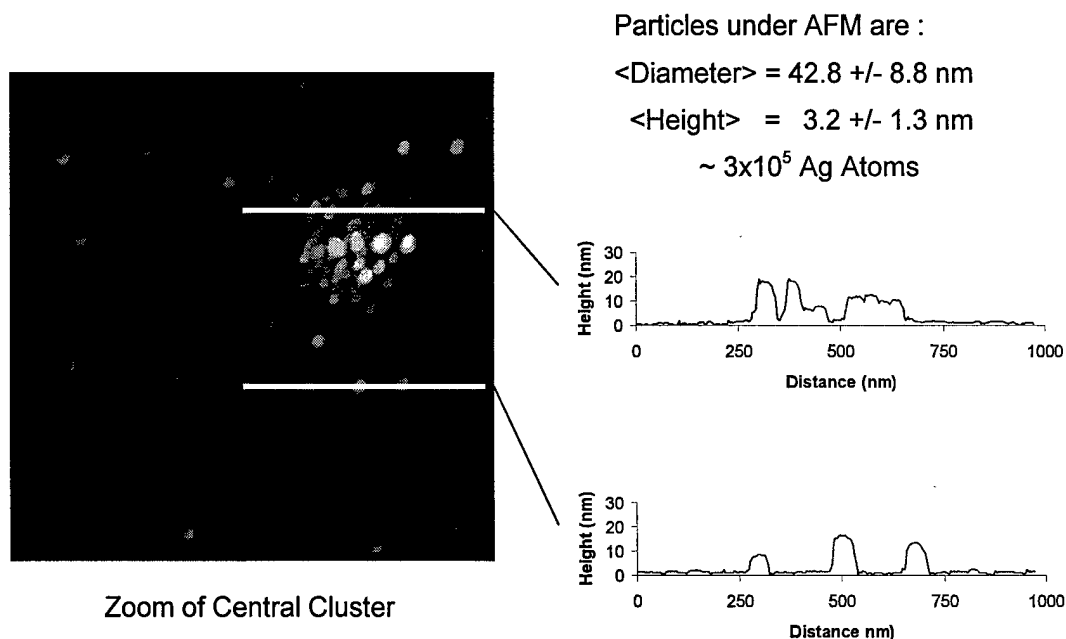 Particles under AFM are :
<Diameter> = 42.8 +/- 8.8 nm
<Height> = 3.2 +/- 1.3 nm
~ 3x10⁵ Ag Atoms
Height (nm)
30
20
10
0
0 250 500 750 1000
Distance (nm)
Height (nm)
30
20
10
0
0 250 500 750 1000
Distance nm)
Zoom of Central Cluster